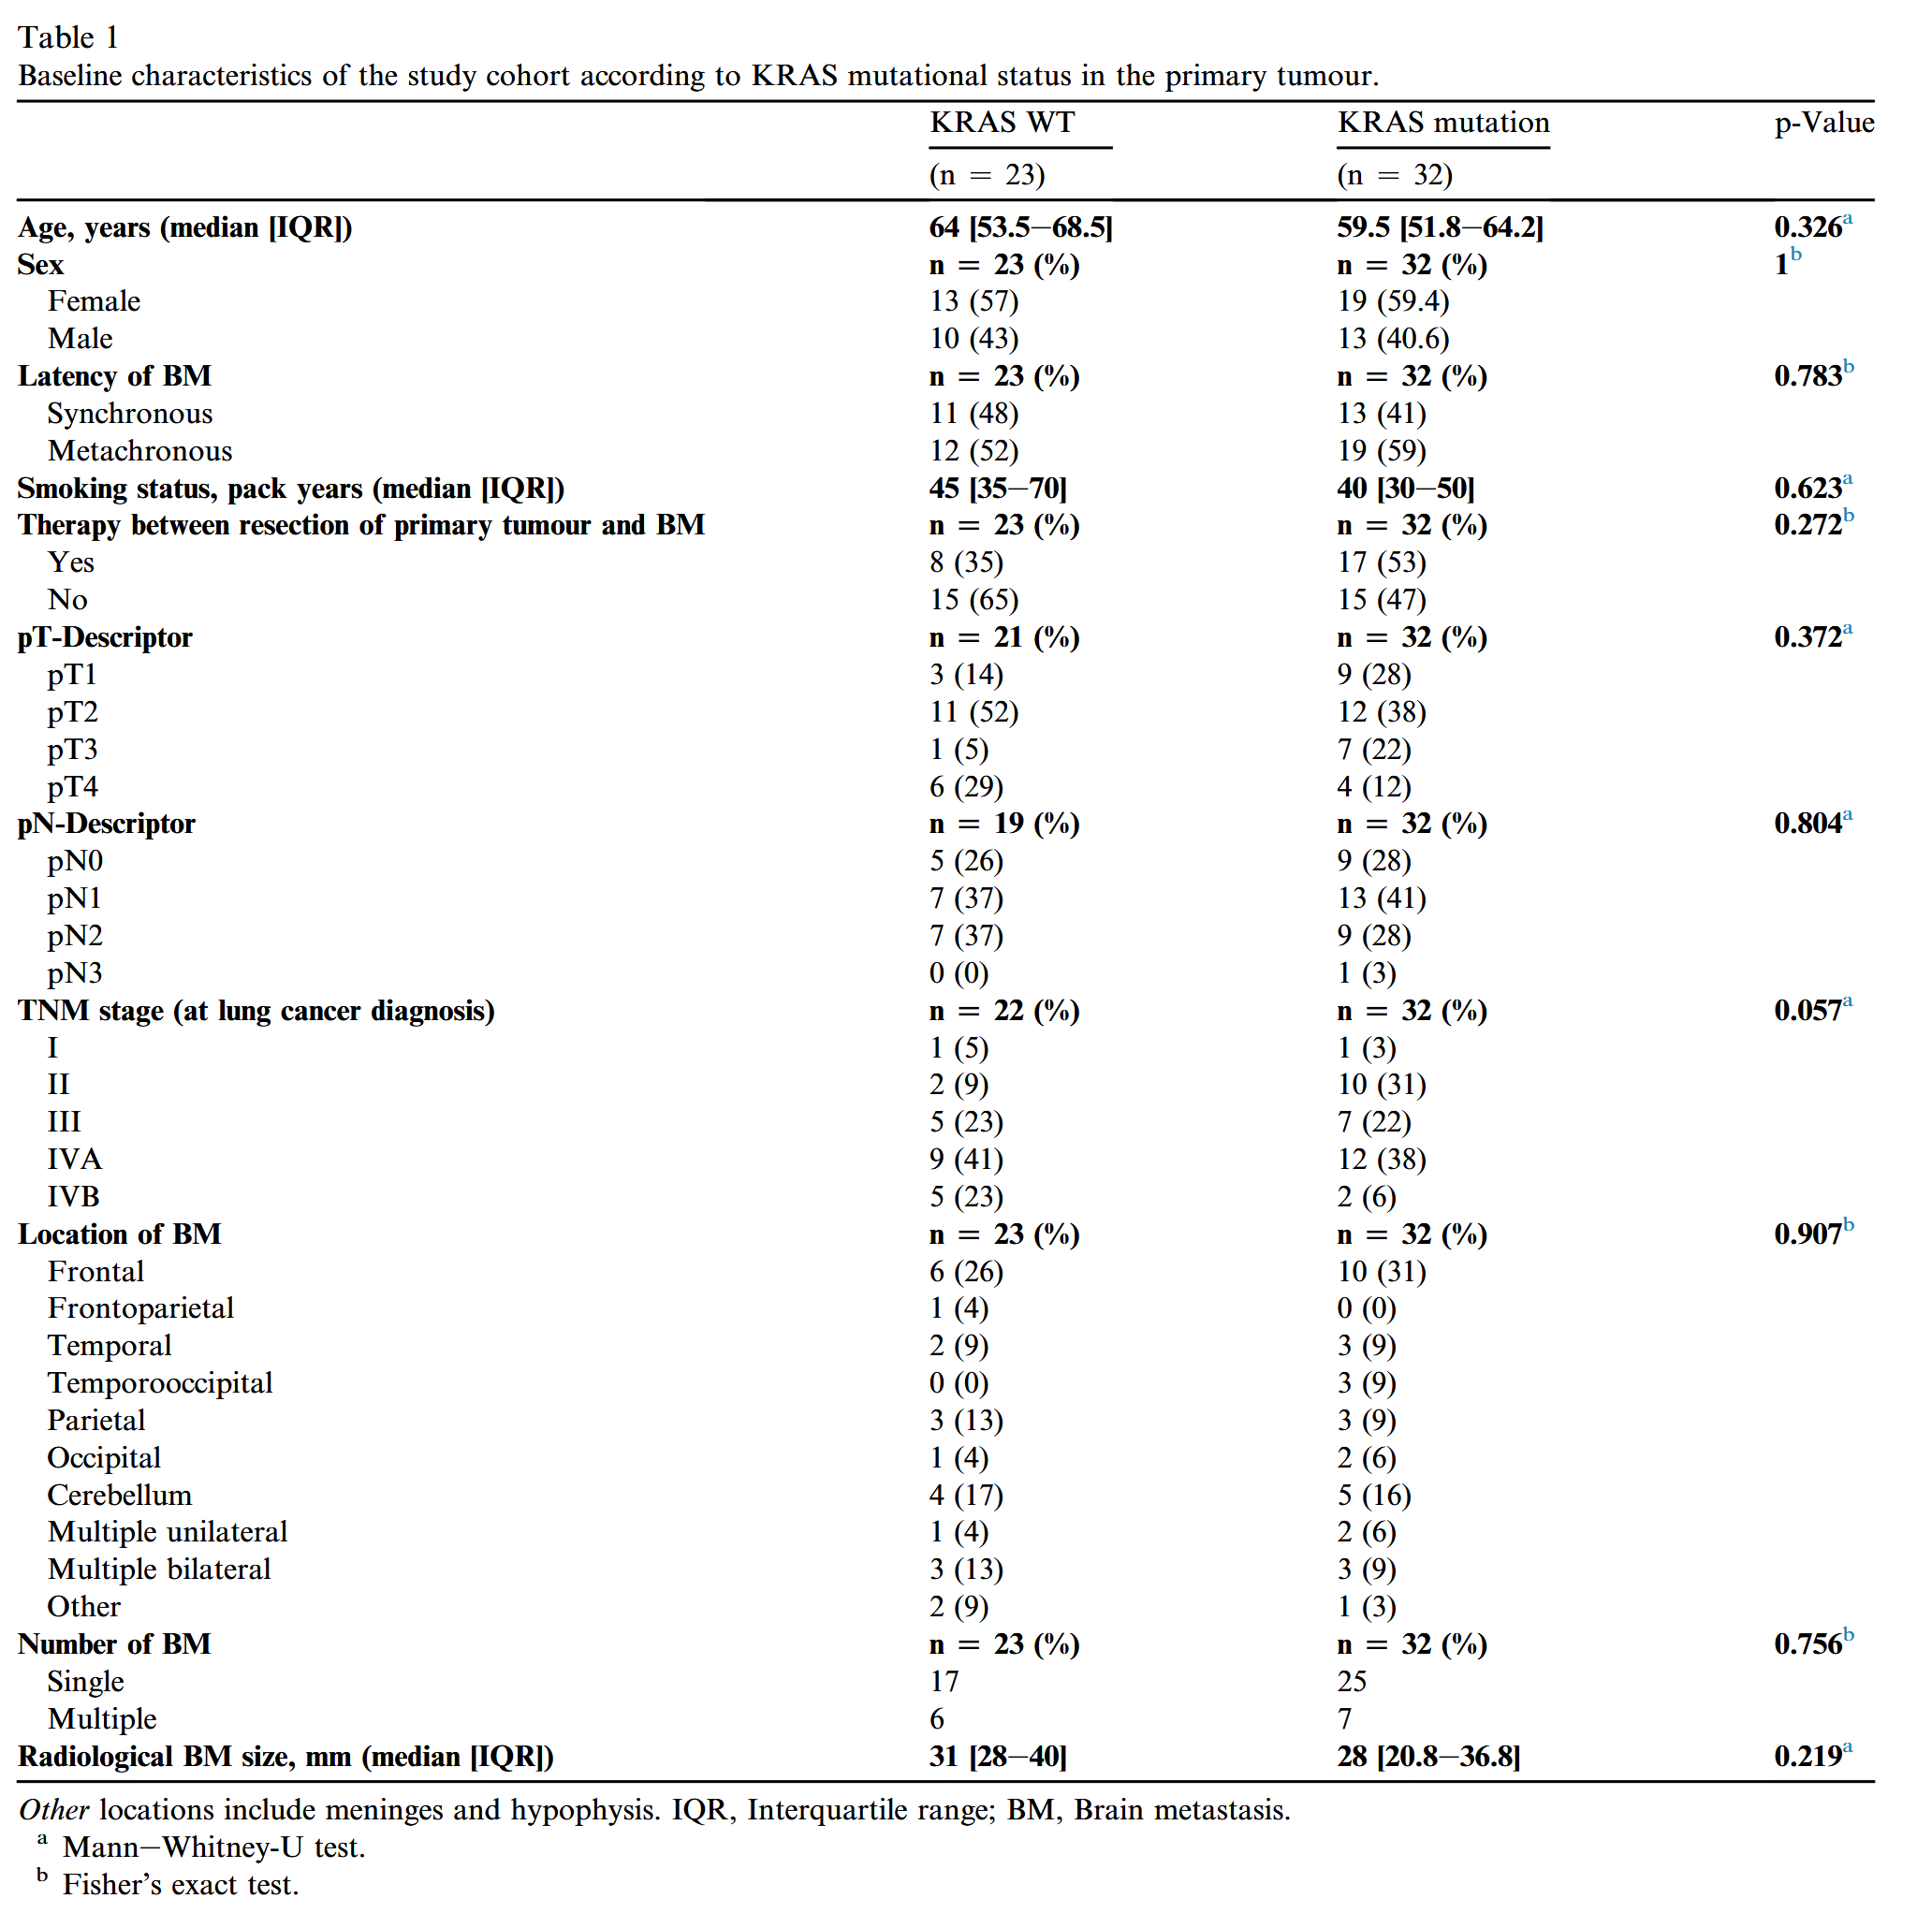 Table 1
Baseline characteristics of the study cohort according to KRAS mutational status in the primary tumour.
KRAS WT KRAS mutation p-Value
(n = 23) (n = 32)
Age, years (median [IQR]) 64 [53.5–68.5] 59.5 [51.8–64.2] 0.326a
Sex n = 23 (%) n = 32 (%) 1b
Female 13 (57) 19 (59.4)
Male 10 (43) 13 (40.6)
Latency of BM n = 23 (%) n = 32 (%) 0.783b
Synchronous 11 (48) 13 (41)
Metachronous 12 (52) 19 (59)
Smoking status, pack years (median [IQR]) 45 [35–70] 40 [30–50] 0.623a
Therapy between resection of primary tumour and BM n = 23 (%) n = 32 (%) 0.272b
Yes 8 (35) 17 (53)
No 15 (65) 15 (47)
pT-Descriptor n = 21 (%) n = 32 (%) 0.372a
pT1 3 (14) 9 (28)
pT2 11 (52) 12 (38)
pT3 1 (5) 7 (22)
pT4 6 (29) 4 (12)
pN-Descriptor n = 19 (%) n = 32 (%) 0.804a
pN0 5 (26) 9 (28)
pN1 7 (37) 13 (41)
pN2 7 (37) 9 (28)
pN3 0 (0) 1 (3)
TNM stage (at lung cancer diagnosis) n = 22 (%) n = 32 (%) 0.057a
I 1 (5) 1 (3)
II 2 (9) 10 (31)
III 5 (23) 7 (22)
IVA 9 (41) 12 (38)
IVB 5 (23) 2 (6)
Location of BM n = 23 (%) n = 32 (%) 0.907b
Frontal 6 (26) 10 (31)
Frontoparietal 1 (4) 0 (0)
Temporal 2 (9) 3 (9)
Temporooccipital 0 (0) 3 (9)
Parietal 3 (13) 3 (9)
Occipital 1 (4) 2 (6)
Cerebellum 4 (17) 5 (16)
Multiple unilateral 1 (4) 2 (6)
Multiple bilateral 3 (13) 3 (9)
Other 2 (9) 1 (3)
Number of BM n = 23 (%) n = 32 (%) 0.756b
Single 17 25
Multiple 6 7
Radiological BM size, mm (median [IQR]) 31 [28–40] 28 [20.8–36.8] 0.219a
Other locations include meninges and hypophysis. IQR, Interquartile range; BM, Brain metastasis.
a Mann–Whitney-U test.
b Fisher's exact test.